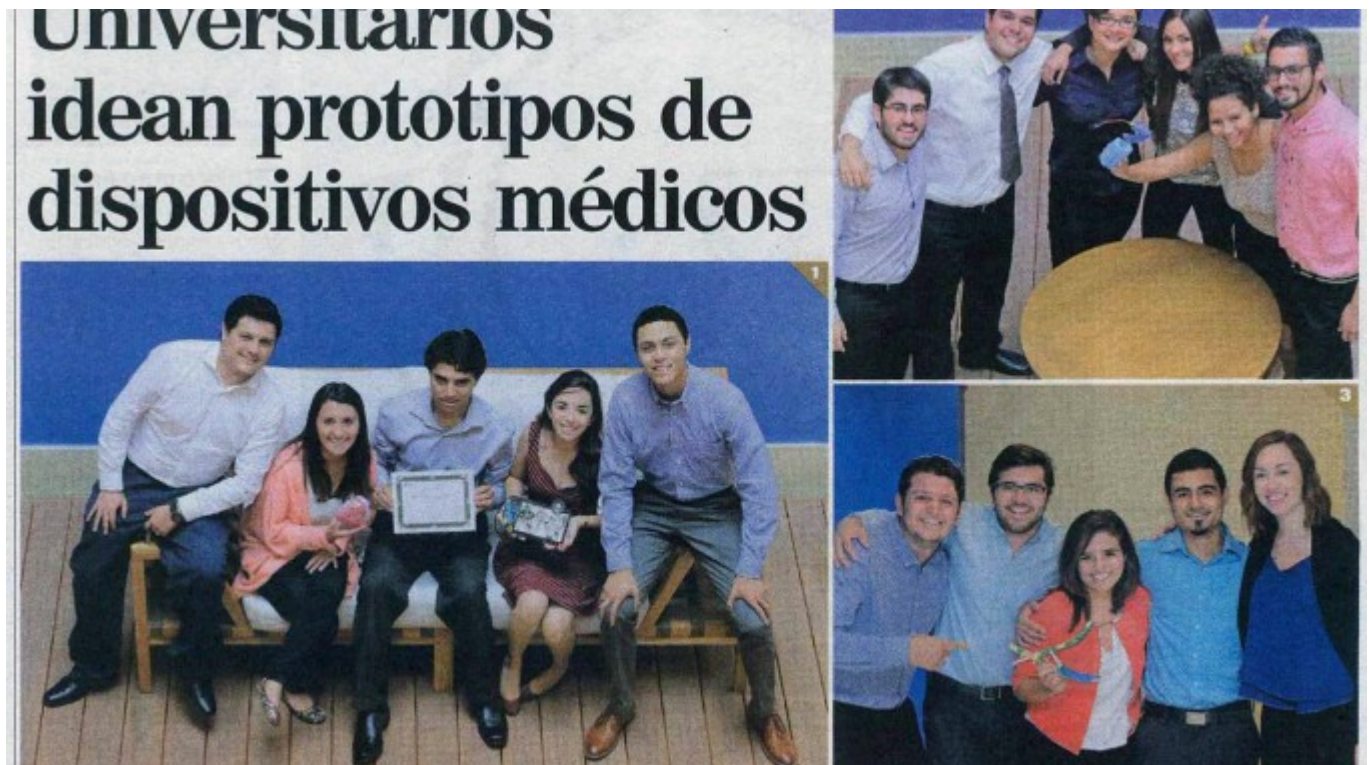 Universitarios
idean prototipos de
dispositivos médicos
1
3